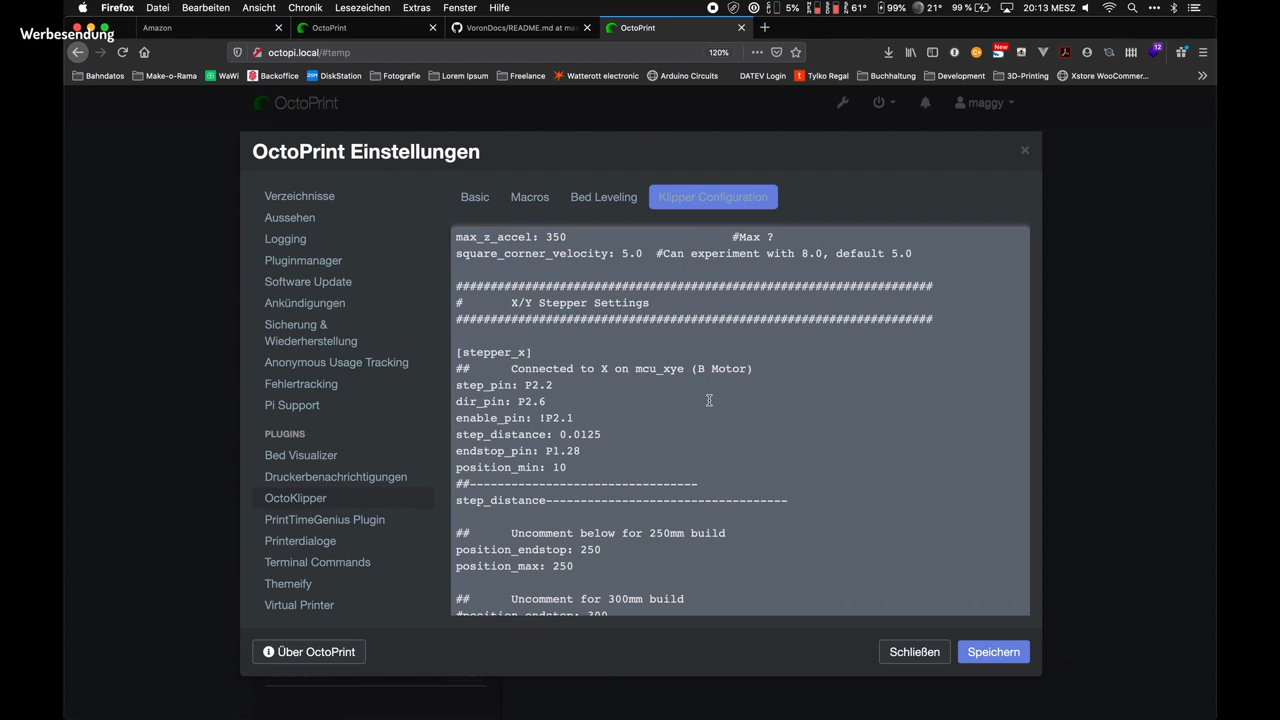 Firefox Datei Bearbeiten Ansicht Chronik Lesezeichen Extras Fenster Hilfe 5% 61° 99% 21° 99% 20:13 MESZ
Werbesendung
Amazon OctoPrint VoronDocs/README.md at ma OctoPrint
octopi.local/#temp 120% New 12
Bahndatos Make-o-Rama WaWi Backoffice DiskStation Fotografie Lorem Ipsum Freelance Watterott electronic Arduino Circuits DATEV Login Tylko Regal Buchhaltung Development 3D-Printing Xstore WooCommer...
OctoPrint maggy
OctoPrint Einstellungen ×
Verzeichnisse
Aussehen
Logging
Pluginmanager
Software Update
Ankündigungen
Sicherung &
Wiederherstellung
Anonymous Usage Tracking
Fehlertracking
Pi Support
PLUGINS
Bed Visualizer
Druckerbenachrichtigungen
OctoKlipper
PrintTimeGenius Plugin
Printerdialoge
Terminal Commands
Themeify
Virtual Printer
Basic Macros Bed Leveling Klipper Configuration
max_z_accel: 350 #Max ?
square_corner_velocity: 5.0 #Can experiment with 8.0, default 5.0
#####################################################################
# X/Y Stepper Settings
#####################################################################
[stepper_x]
## Connected to X on mcu_xye (B Motor)
step_pin: P2.2
dir_pin: P2.6
enable_pin: !P2.1
step_distance: 0.0125
endstop_pin: P1.28
position_min: 10
##---------------------------------
step_distance-----------------------------------
## Uncomment below for 250mm build
position_endstop: 250
position_max: 250
## Uncomment for 300mm build
#position_endstop: 300
Über OctoPrint Schließen Speichern